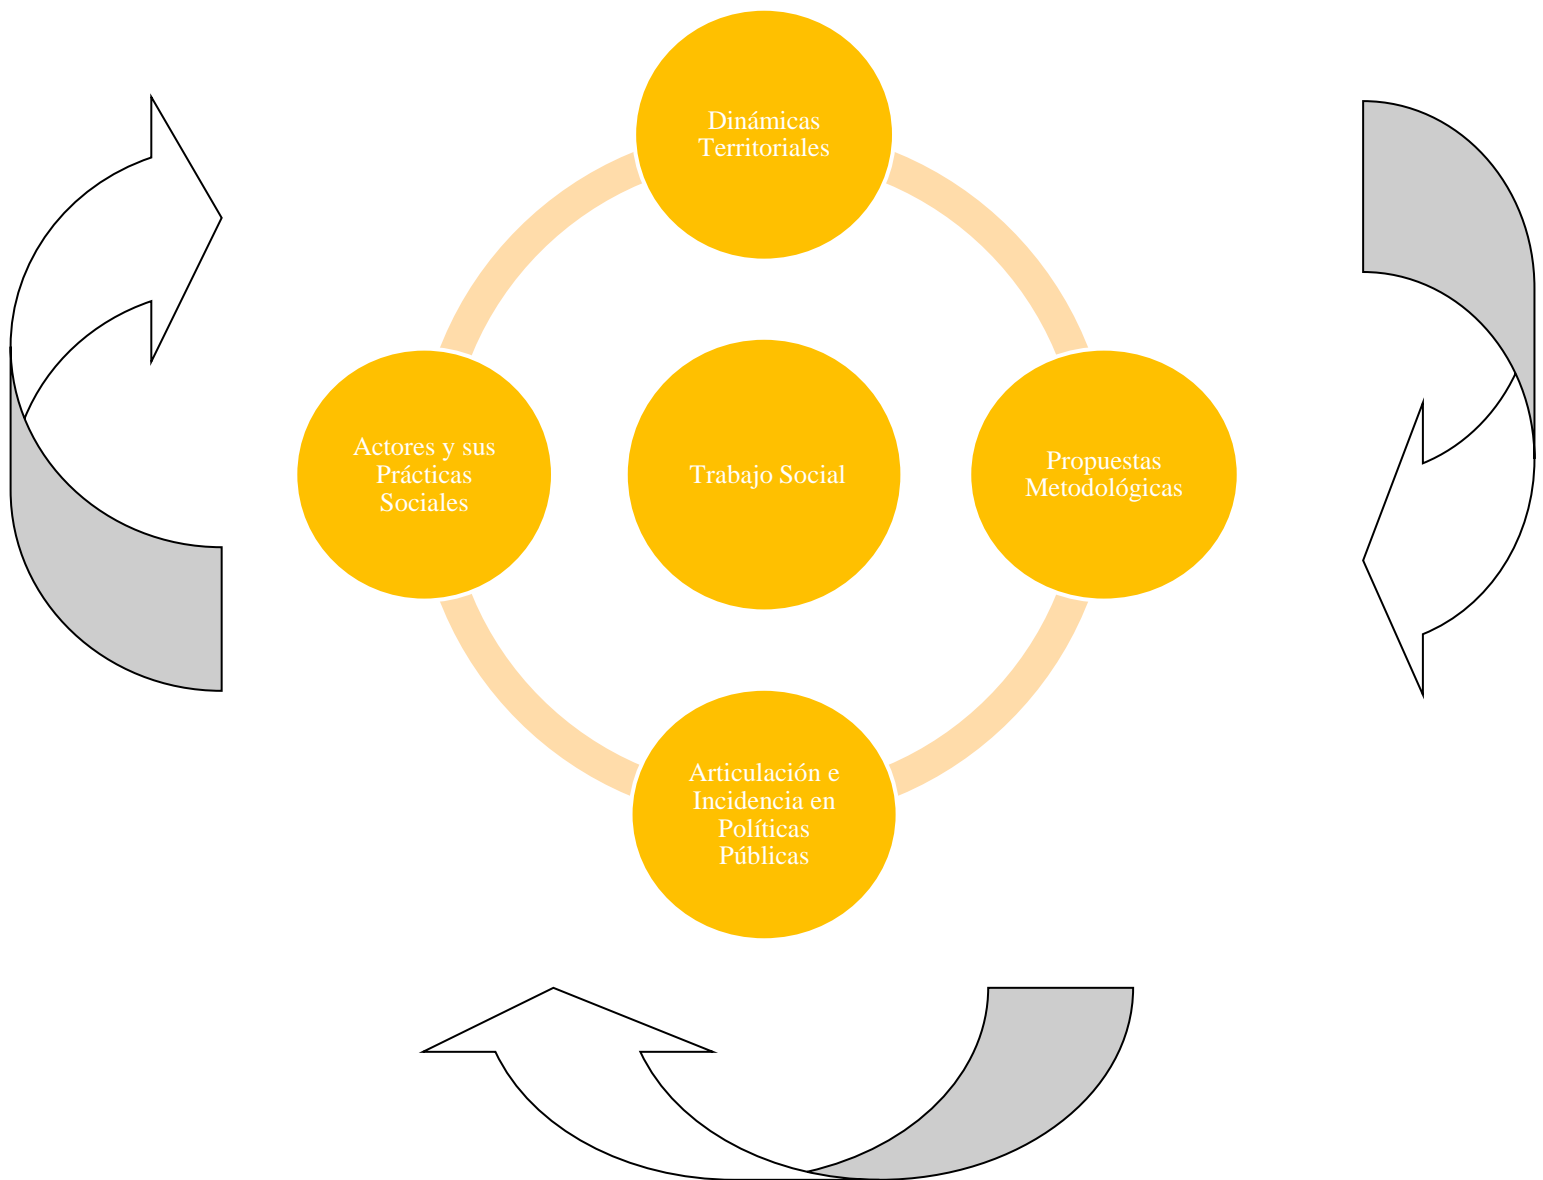 Dinámicas
Territoriales
Actores y sus
Prácticas
Sociales
Trabajo Social
Propuestas
Metodológicas
Articulación e
Incidencia en
Políticas
Públicas